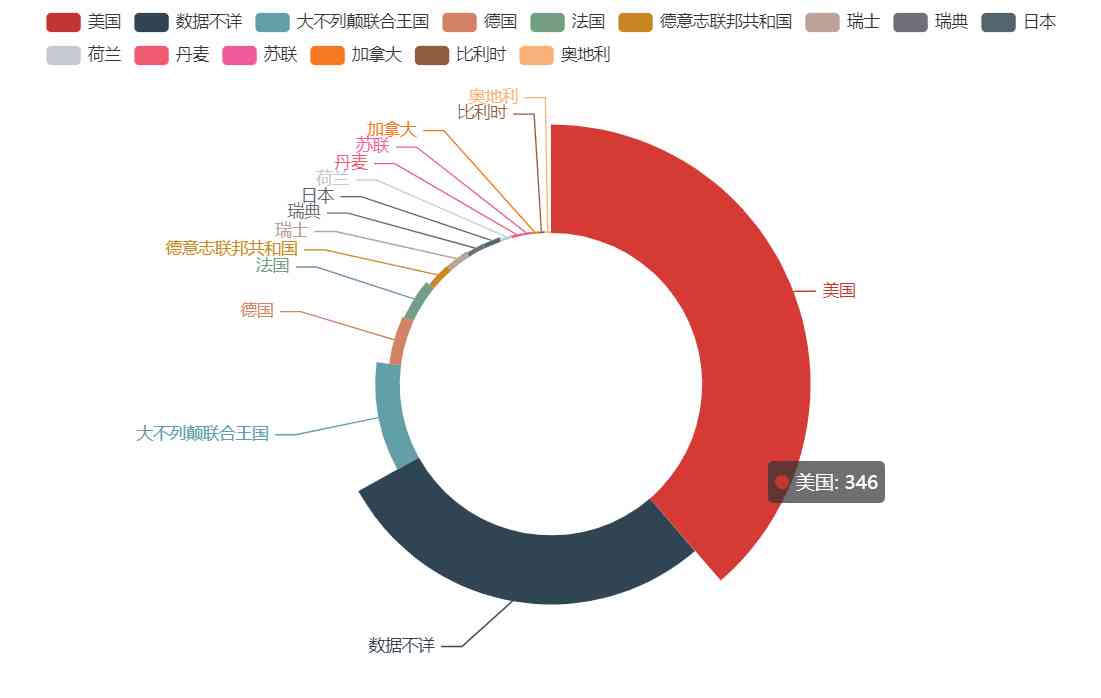 美国 数据不详 大不列颠联合王国 德国 法国 德意志联邦共和国 瑞士 瑞典 日本
荷兰 丹麦 苏联 加拿大 比利时 奥地利
奥地利
比利时
加拿大
苏联
丹麦
荷兰
日本
瑞典
瑞士
德意志联邦共和国
法国
美国
德国
大不列颠联合王国
美国: 346
数据不详